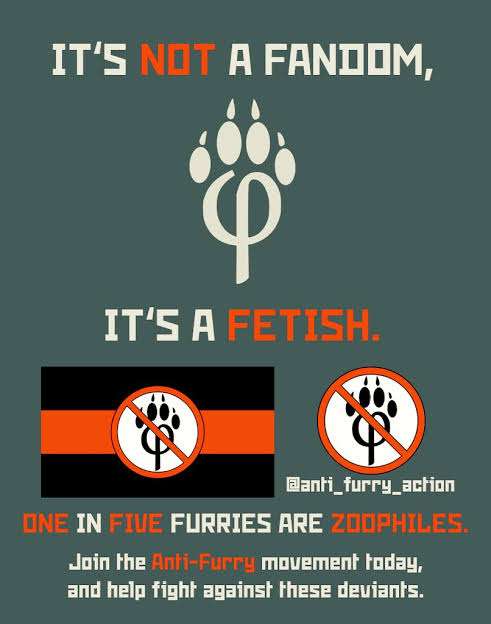 IT'S NOT A FANDOM,
IT'S A FETISH.
@anti_furry_action
ONE IN FIVE FURRIES ARE ZOOPHILES.
Join the Anti-Furry movement today,
and help fight against these deviants.